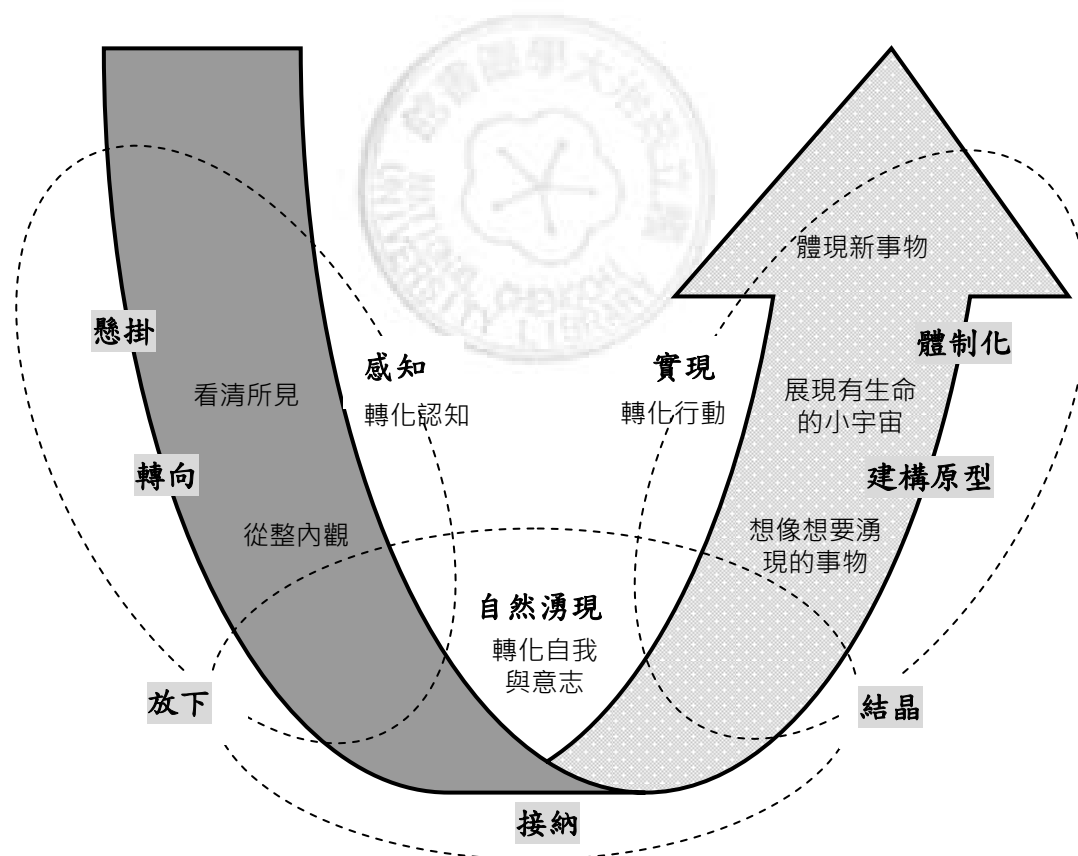 體現新事物
懸掛
體制化
感知
實現
看清所見
轉化認知
轉化行動
展現有生命
的小宇宙
轉向
建構原型
從整內觀
想像想要湧
現的事物
自然湧現
轉化自我
與意志
放下
結晶
接納